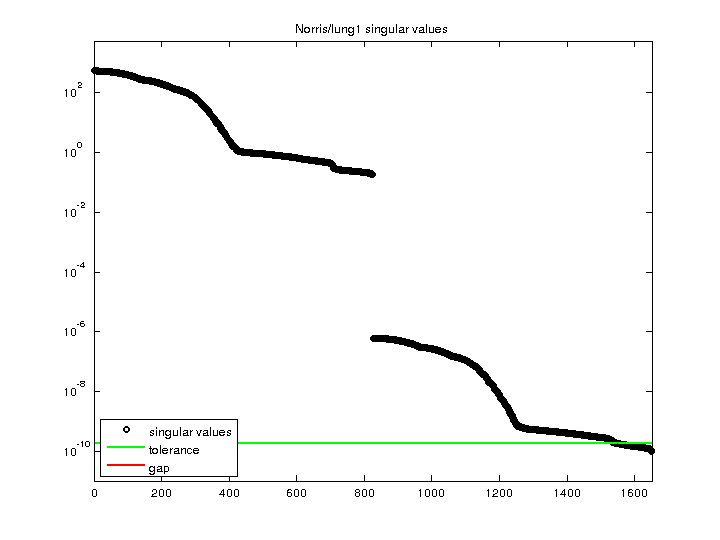 Norris/lung1 singular values
10^2
10^0
10^-2
10^-4
10^-6
10^-8
10^-10
singular values
tolerance
gap
0 200 400 600 800 1000 1200 1400 1600